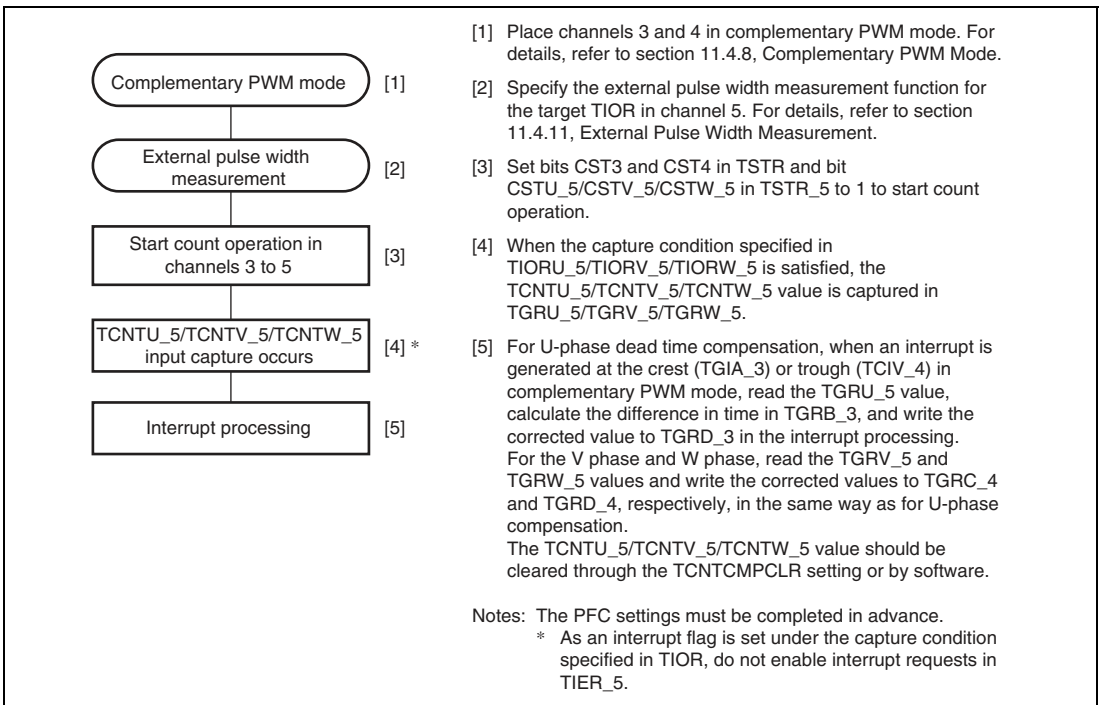 Complementary PWM mode [1]
External pulse width
measurement [2]
Start count operation in
channels 3 to 5 [3]
TCNTU_5/TCNTV_5/TCNTW_5
input capture occurs [4] *
Interrupt processing [5]
[1] Place channels 3 and 4 in complementary PWM mode. For
details, refer to section 11.4.8, Complementary PWM Mode.
[2] Specify the external pulse width measurement function for
the target TIOR in channel 5. For details, refer to section
11.4.11, External Pulse Width Measurement.
[3] Set bits CST3 and CST4 in TSTR and bit
CSTU_5/CSTV_5/CSTW_5 in TSTR_5 to 1 to start count
operation.
[4] When the capture condition specified in
TIORU_5/TIORV_5/TIORW_5 is satisfied, the
TCNTU_5/TCNTV_5/TCNTW_5 value is captured in
TGRU_5/TGRV_5/TGRW_5.
[5] For U-phase dead time compensation, when an interrupt is
generated at the crest (TGIA_3) or trough (TCIV_4) in
complementary PWM mode, read the TGRU_5 value,
calculate the difference in time in TGRB_3, and write the
corrected value to TGRD_3 in the interrupt processing.
For the V phase and W phase, read the TGRV_5 and
TGRW_5 values and write the corrected values to TGRC_4
and TGRD_4, respectively, in the same way as for U-phase
compensation.
The TCNTU_5/TCNTV_5/TCNTW_5 value should be
cleared through the TCNTCMPCLR setting or by software.
Notes: The PFC settings must be completed in advance.
* As an interrupt flag is set under the capture condition
specified in TIOR, do not enable interrupt requests in
TIER_5.